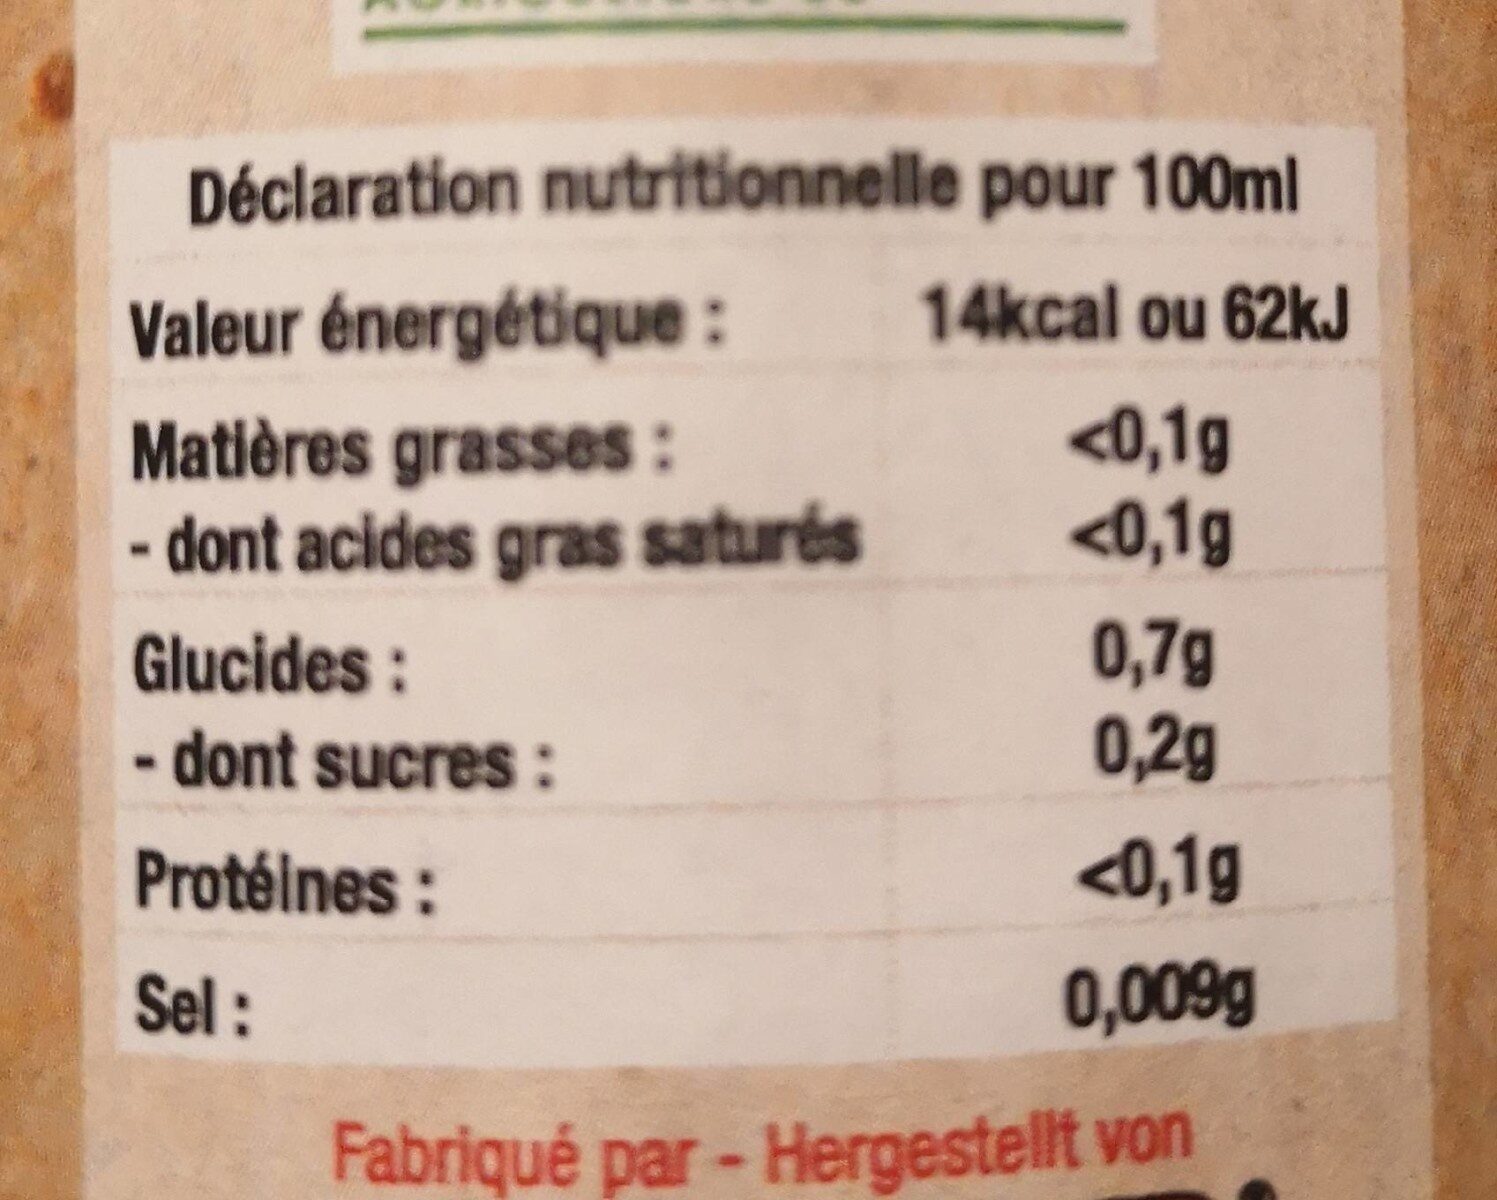 Déclaration nutritionnelle pour 100ml
Valeur énergétique : 14kcal ou 62kJ
Matières grasses : <0,1g
- dont acides gras saturés <0,1g
Glucides : 0,7g
- dont sucres : 0,2g
Protéines : <0,1g
Sel : 0,009g
Fabriqué par - Hergestellt von